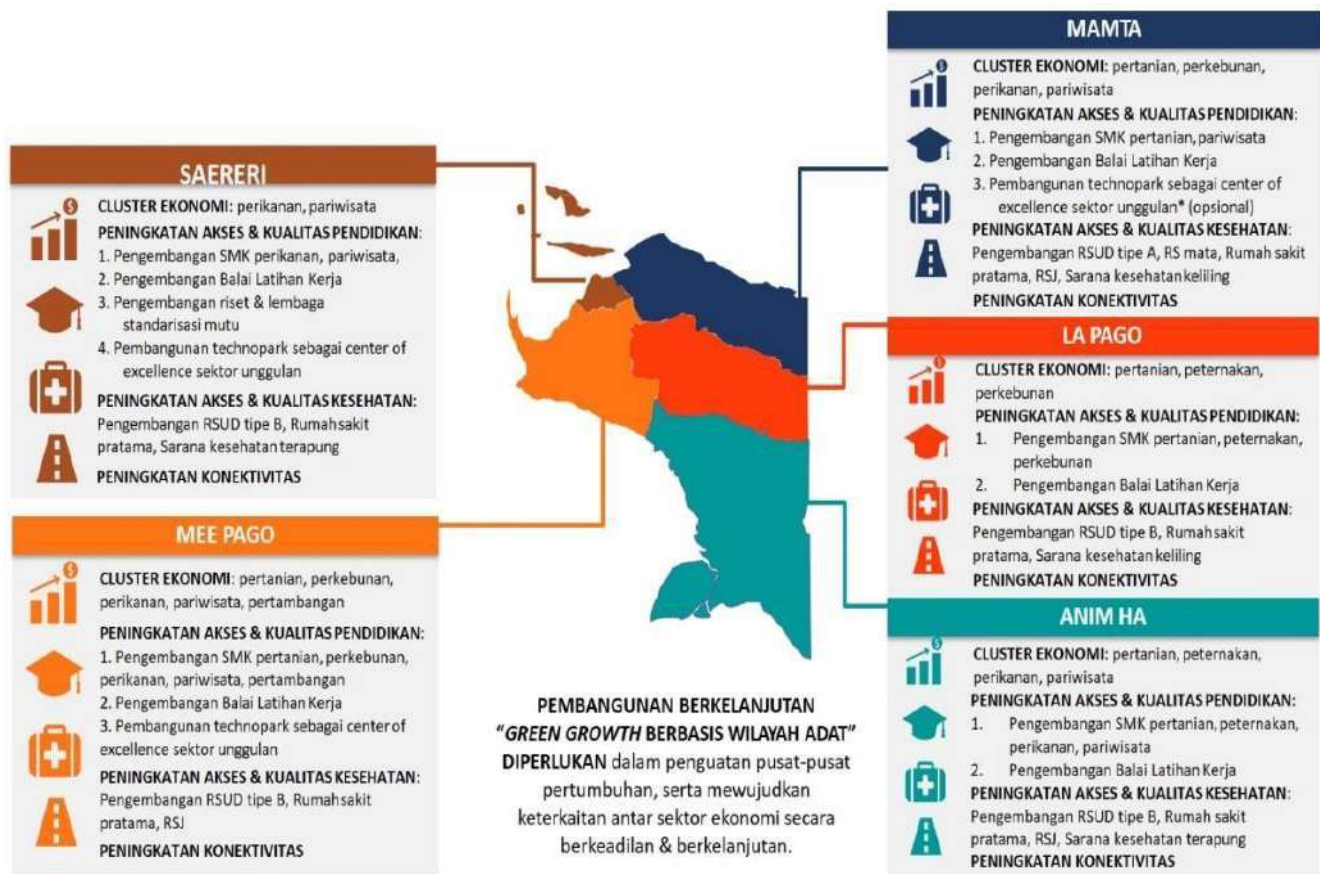 SAERERI
CLUSTER EKONOMI: perikanan, pariwisata
PENINGKATAN AKSES & KUALITAS PENDIDIKAN:
1. Pengembangan SMK perikanan, pariwisata,
2. Pengembangan Balai Latihan Kerja
3. Pengembangan riset & lembaga
standarisasi mutu
4. Pembangunan technopark sebagai center of
excellence sektor unggulan
PENINGKATAN AKSES & KUALITAS KESEHATAN:
Pengembangan RSUD tipe B, Rumah sakit
pratama, Sarana kesehatan terapung
PENINGKATAN KONEKTIVITAS
MEE PAGO
CLUSTER EKONOMI: pertanian, perkebunan,
perikanan, pariwisata, pertambangan
PENINGKATAN AKSES & KUALITAS PENDIDIKAN:
1. Pengembangan SMK pertanian, perkebunan,
perikanan, pariwisata, pertambangan
2. Pengembangan Balai Latihan Kerja
3. Pembangunan technopark sebagai center of
excellence sektor unggulan
PENINGKATAN AKSES & KUALITAS KESEHATAN:
Pengembangan RSUD tipe B, Rumah sakit
pratama, RSJ
PENINGKATAN KONEKTIVITAS
PEMBANGUNAN BERKELANJUTAN
“GREEN GROWTH BERBASIS WILAYAH ADAT”
DIPERLUKAN dalam penguatan pusat-pusat
pertumbuhan, serta mewujudkan
keterkaitan antar sektor ekonomi secara
berkeadilan & berkelanjutan.
MAMTA
CLUSTER EKONOMI: pertanian, perkebunan,
perikanan, pariwisata
PENINGKATAN AKSES & KUALITAS PENDIDIKAN:
1. Pengembangan SMK pertanian, pariwisata
2. Pengembangan Balai Latihan Kerja
3. Pembangunan technopark sebagai center of
excellence sektor unggulan* (opsional)
PENINGKATAN AKSES & KUALITAS KESEHATAN:
Pengembangan RSUD tipe A, RS mata, Rumah sakit
pratama, RSJ, Sarana kesehatan keliling
PENINGKATAN KONEKTIVITAS
LA PAGO
CLUSTER EKONOMI: pertanian, peternakan,
perkebunan
PENINGKATAN AKSES & KUALITAS PENDIDIKAN:
1. Pengembangan SMK pertanian, peternakan,
perkebunan
2. Pengembangan Balai Latihan Kerja
PENINGKATAN AKSES & KUALITAS KESEHATAN:
Pengembangan RSUD tipe B, Rumah sakit
pratama, Sarana kesehatan keliling
PENINGKATAN KONEKTIVITAS
ANIM HA
CLUSTER EKONOMI: pertanian, peternakan,
perikanan, pariwisata
PENINGKATAN AKSES & KUALITAS PENDIDIKAN:
1. Pengembangan SMK pertanian, peternakan,
perikanan, pariwisata
2. Pengembangan Balai Latihan Kerja
PENINGKATAN AKSES & KUALITAS KESEHATAN:
Pengembangan RSUD tipe B, Rumah sakit
pratama, RSJ, Sarana kesehatan terapung
PENINGKATAN KONEKTIVITAS